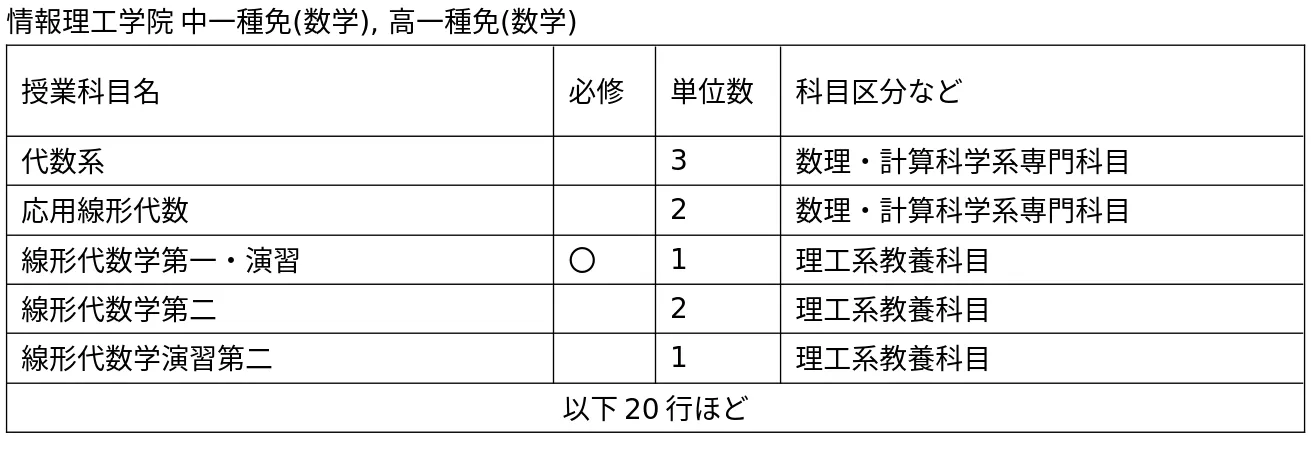 情報理工学院 中一種免(数学), 高一種免(数学)
授業科目名 必修 単位数 科目区分など
代数系 3 数理・計算科学系専門科目
応用線形代数 2 数理・計算科学系専門科目
線形代数学第一・演習 〇 1 理工系教養科目
線形代数学第二 2 理工系教養科目
線形代数学演習第二 1 理工系教養科目
以下 20 行ほど